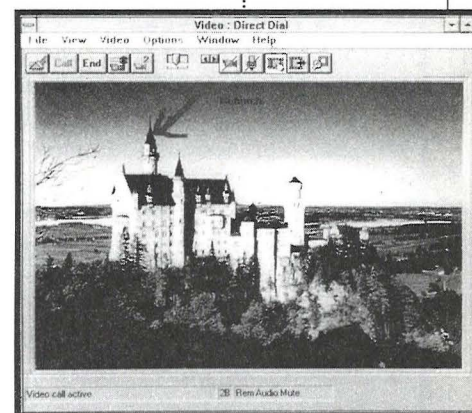 Video : Direct Dial
File View Video Options Window Help
Call End
Video call active 2B Rem Audio Mute